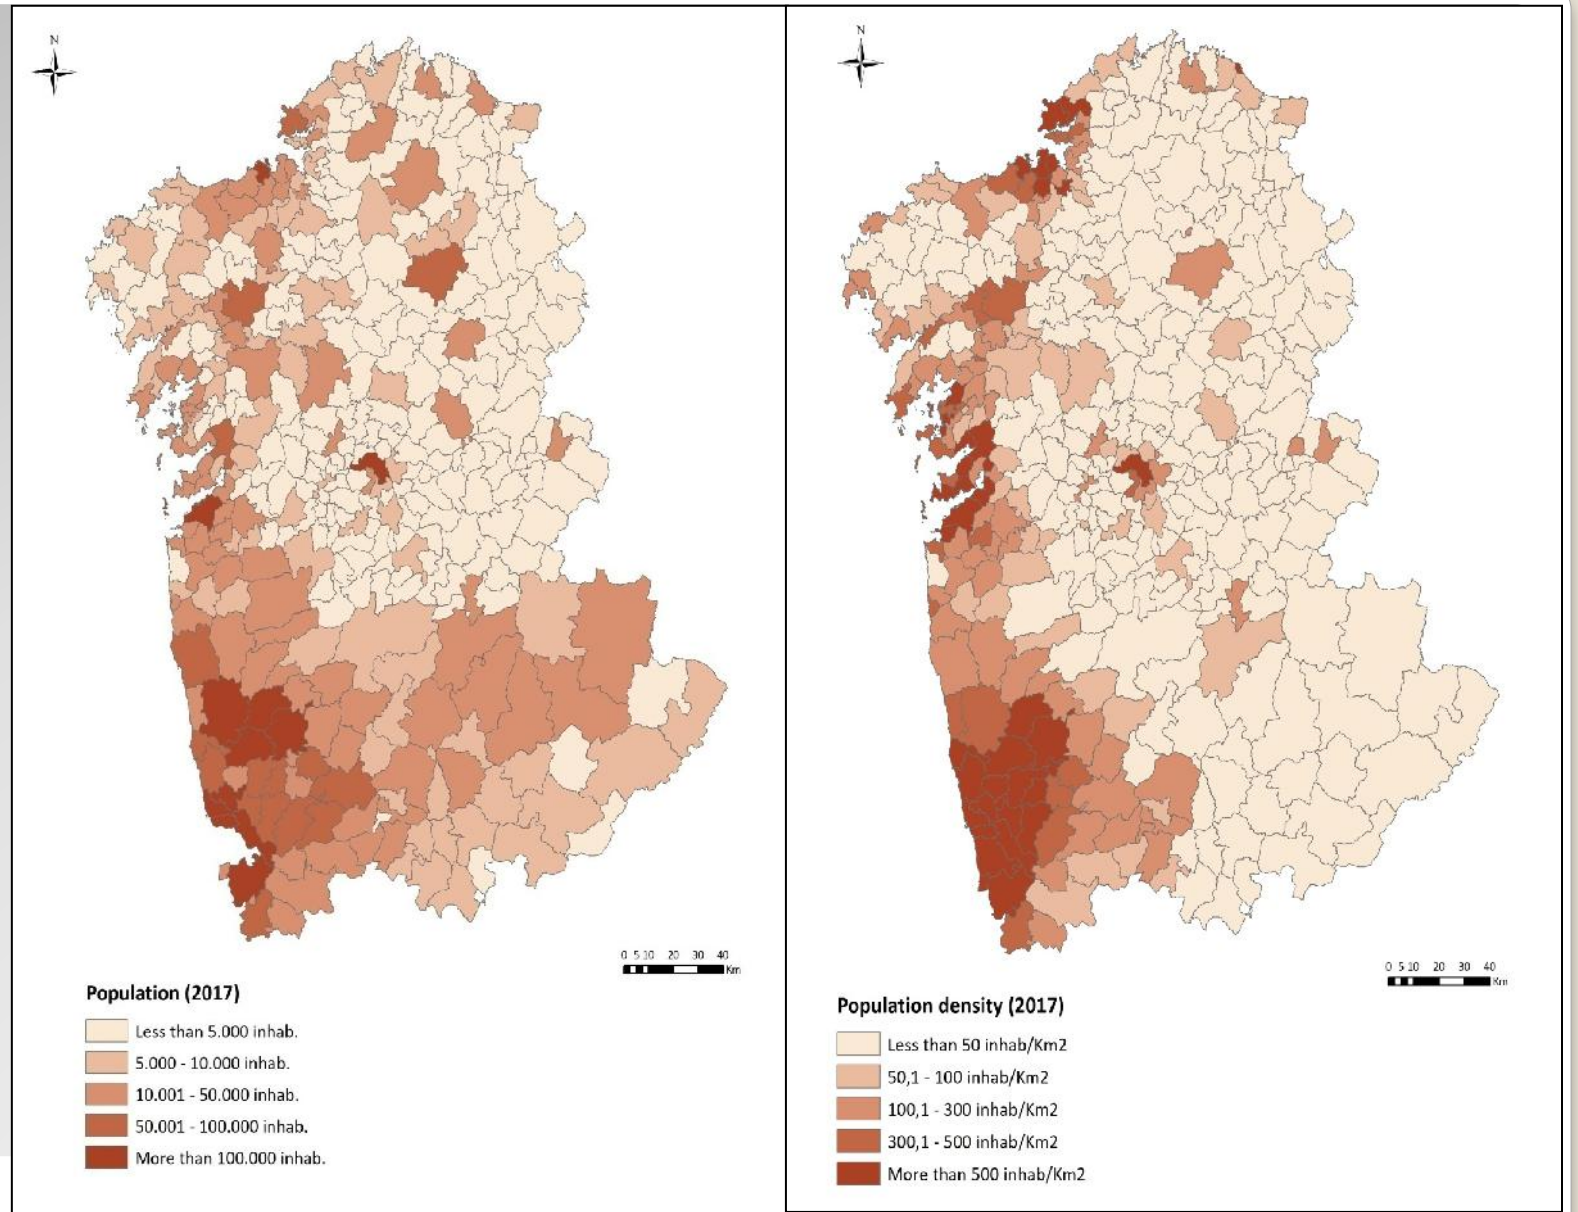 N
0 5 10 20 30 40
Km
Population (2017)
Less than 5.000 inhab.
5.000 - 10.000 inhab.
10.001 - 50.000 inhab.
50.001 - 100.000 inhab.
More than 100.000 inhab.
N
0 5 10 20 30 40
Km
Population density (2017)
Less than 50 inhab/Km2
50,1 - 100 inhab/Km2
100,1 - 300 inhab/Km2
300,1 - 500 inhab/Km2
More than 500 inhab/Km2